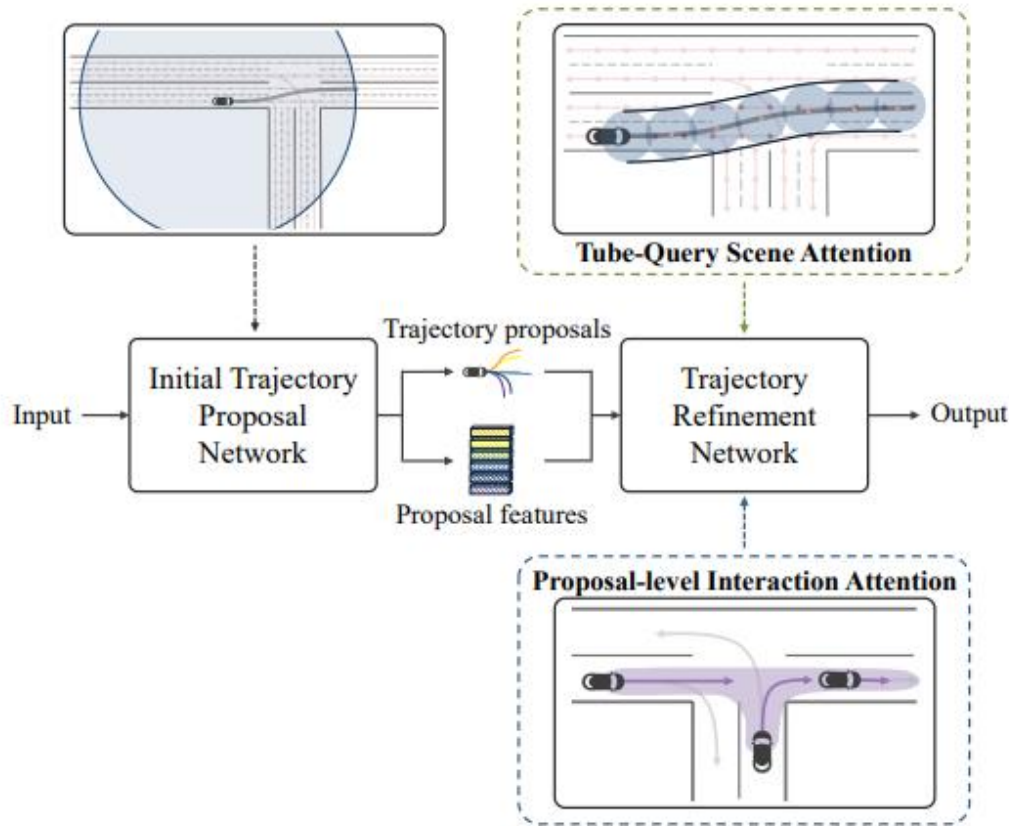 Tube-Query Scene Attention
Trajectory proposals
Input
Initial Trajectory
Proposal
Network
Trajectory
Refinement
Network
Output
Proposal features
Proposal-level Interaction Attention